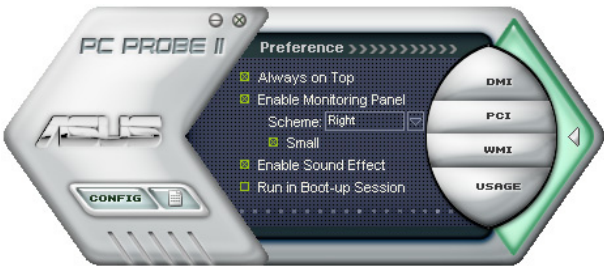 PC PROBE II
Preference >>>>>>>>>>>
Always on Top
Enable Monitoring Panel
Scheme: Right
Small
Enable Sound Effect
Run in Boot-up Session
ASUS
CONFIG
DMI
PCI
WMI
USAGE